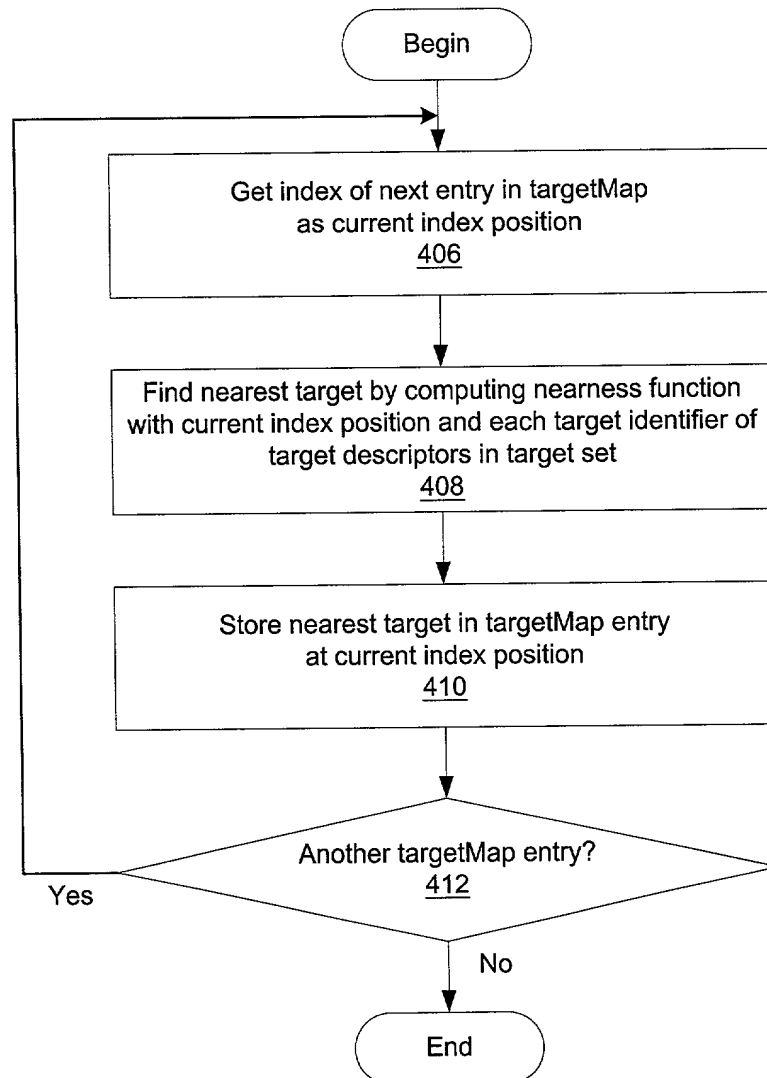 Begin
Get index of next entry in targetMap
as current index position
406
Find nearest target by computing nearness function
with current index position and each target identifier of
target descriptors in target set
408
Store nearest target in targetMap entry
at current index position
410
Another targetMap entry?
412
Yes
No
End